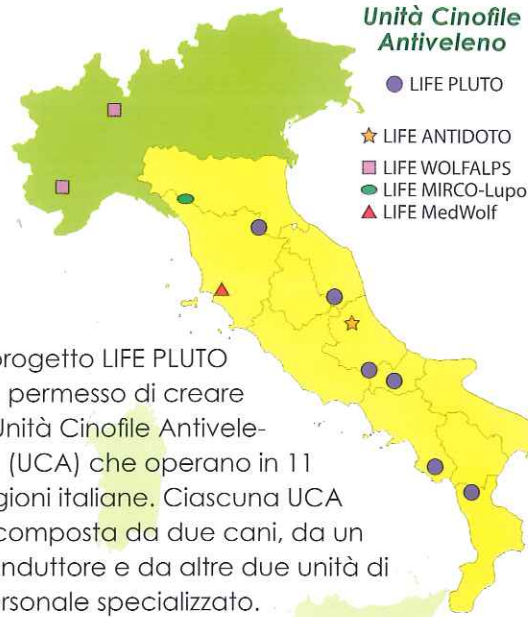 Unità Cinofile
Antiveleno
LIFE PLUTO
LIFE ANTIDOTO
LIFE WOLFALPS
LIFE MIRCO-Lupo
LIFE MedWolf
progetto LIFE PLUTO
permesso di creare
Unità Cinofile Antivele-
(UCA) che operano in 11
gioni italiane. Ciascuna UCA
composta da due cani, da un
nduttore e da altre due unità di
ersonale specializzato.